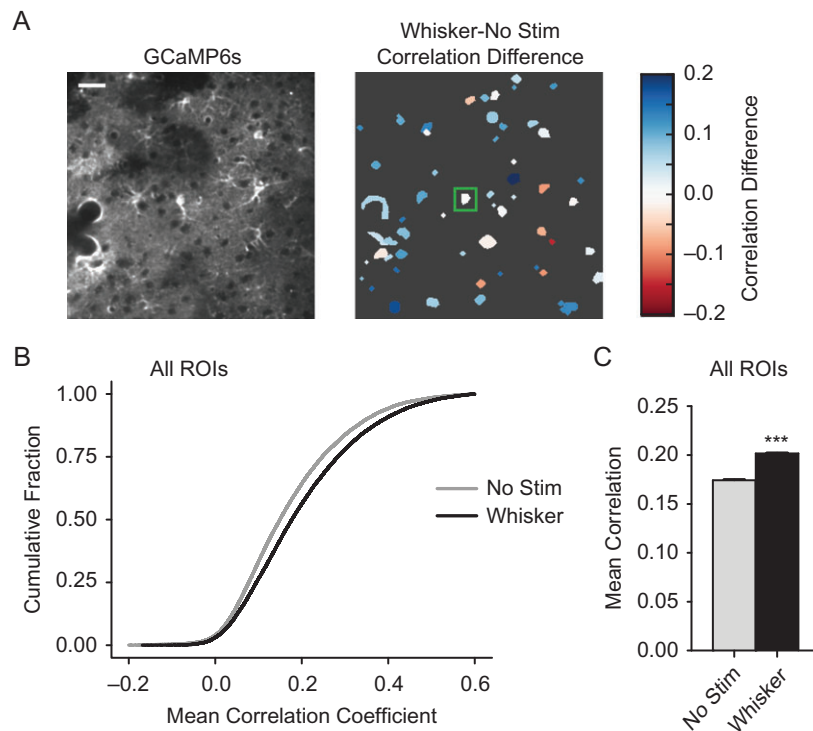 A
GCaMP6s
Whisker-No Stim
Correlation Difference
0.2
0.1
0.0
–0.1
–0.2
Correlation Difference
B
All ROIs
1.00
0.75
0.50
0.25
0.00
Cumulative Fraction
No Stim
Whisker
–0.2
0.0
0.2
0.4
0.6
Mean Correlation Coefficient
C
All ROIs
0.25
0.20
0.15
0.10
0.05
0.00
Mean Correlation
***
No Stim
Whisker